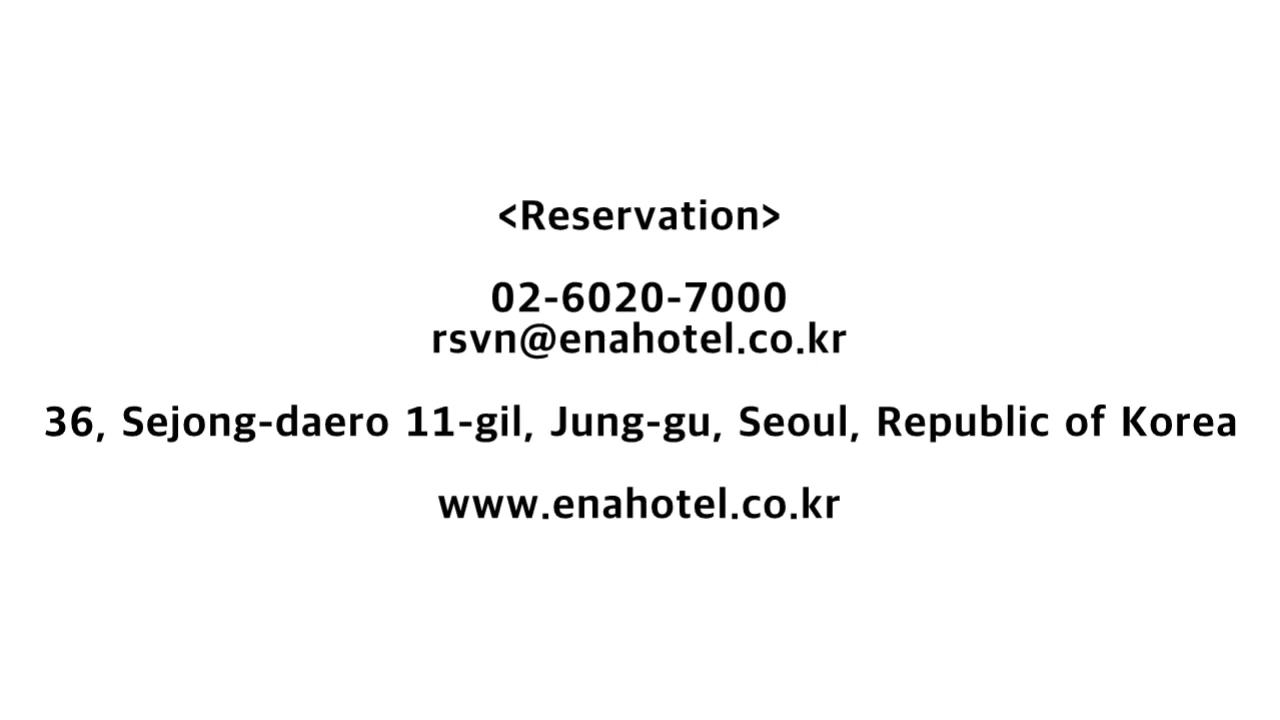 <Reservation>
02-6020-7000
rsvn@enahotel.co.kr
36, Sejong-daero 11-gil, Jung-gu, Seoul, Republic of Korea
www.enahotel.co.kr